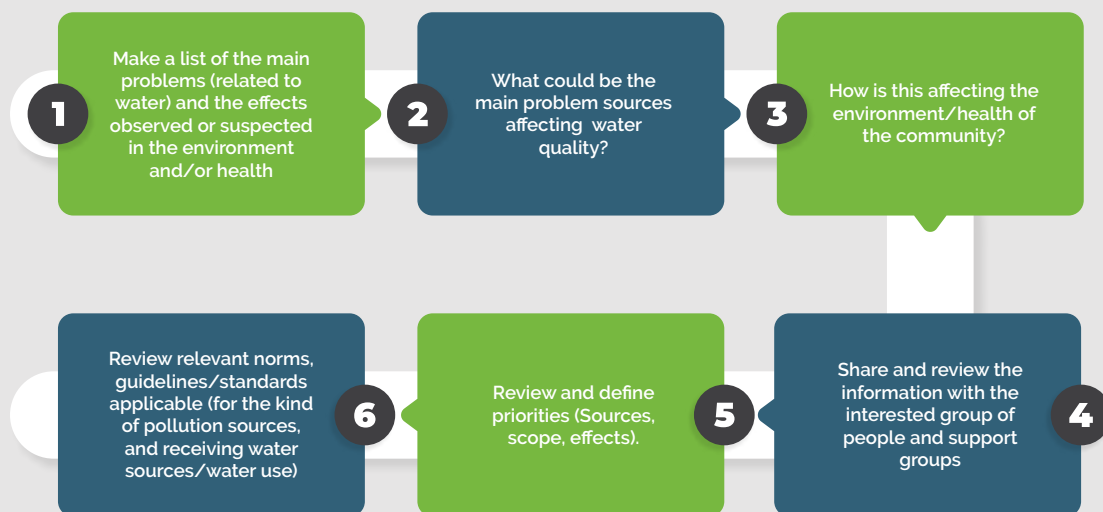 1
Make a list of the main
problems (related to
water) and the effects
observed or suspected
in the environment
and/or health
2
What could be the
main problem sources
affecting water
quality?
3
How is this affecting the
environment/health of
the community?
4
Share and review the
information with the
interested group of
people and support
groups
5
Review and define
priorities (Sources,
scope, effects).
6
Review relevant norms,
guidelines/standards
applicable (for the kind
of pollution sources,
and receiving water
sources/water use)